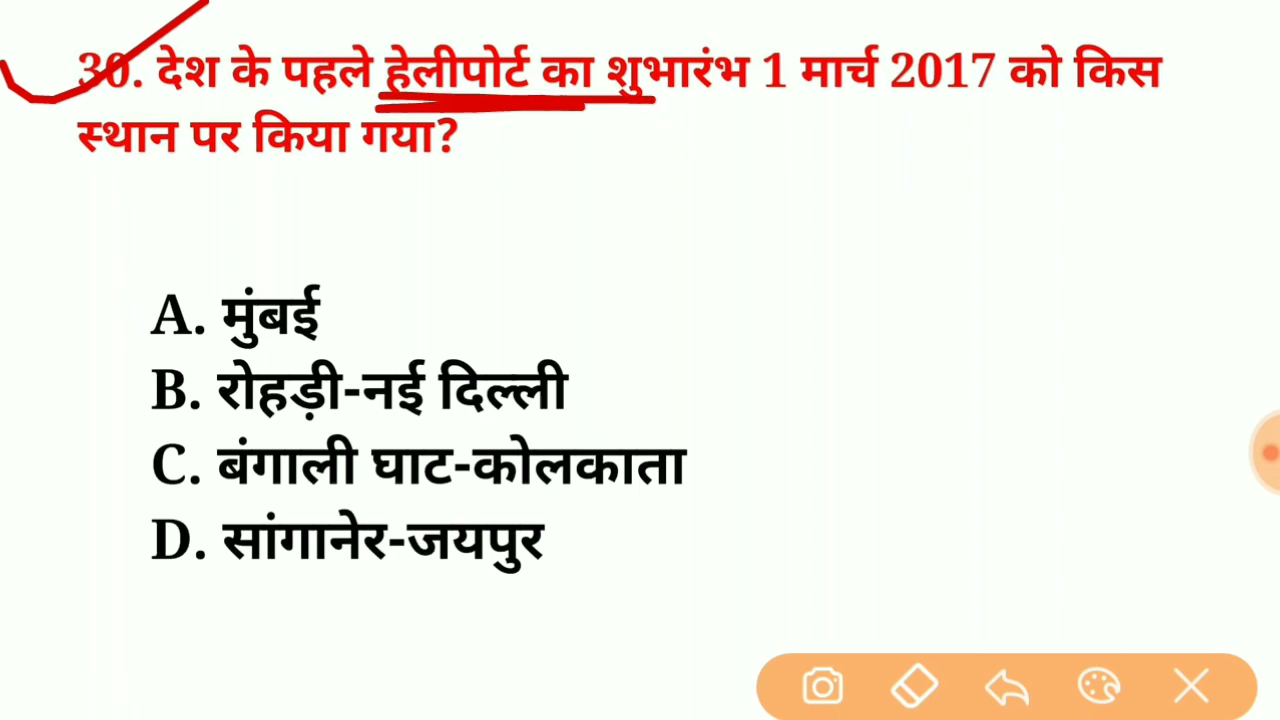 30. देश के पहले हेलीपोर्ट का शुभारंभ 1 मार्च 2017 को किस
स्थान पर किया गया?
A. मुंबई
B. रोहड़ी-नई दिल्ली
C. बंगाली घाट-कोलकाता
D. सांगानेर-जयपुर